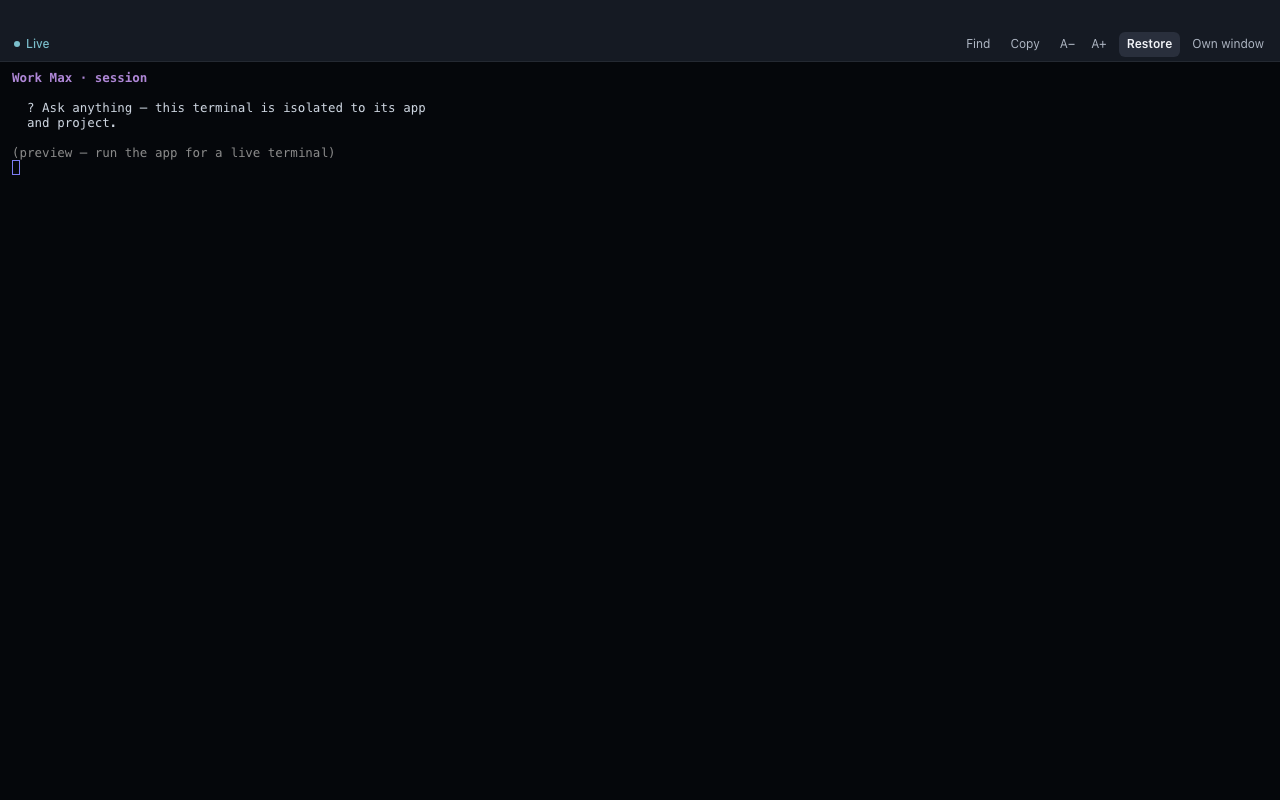 Live
Find Copy A− A+ Restore Own window
Work Max · session
? Ask anything — this terminal is isolated to its app
and project.
(preview — run the app for a live terminal)